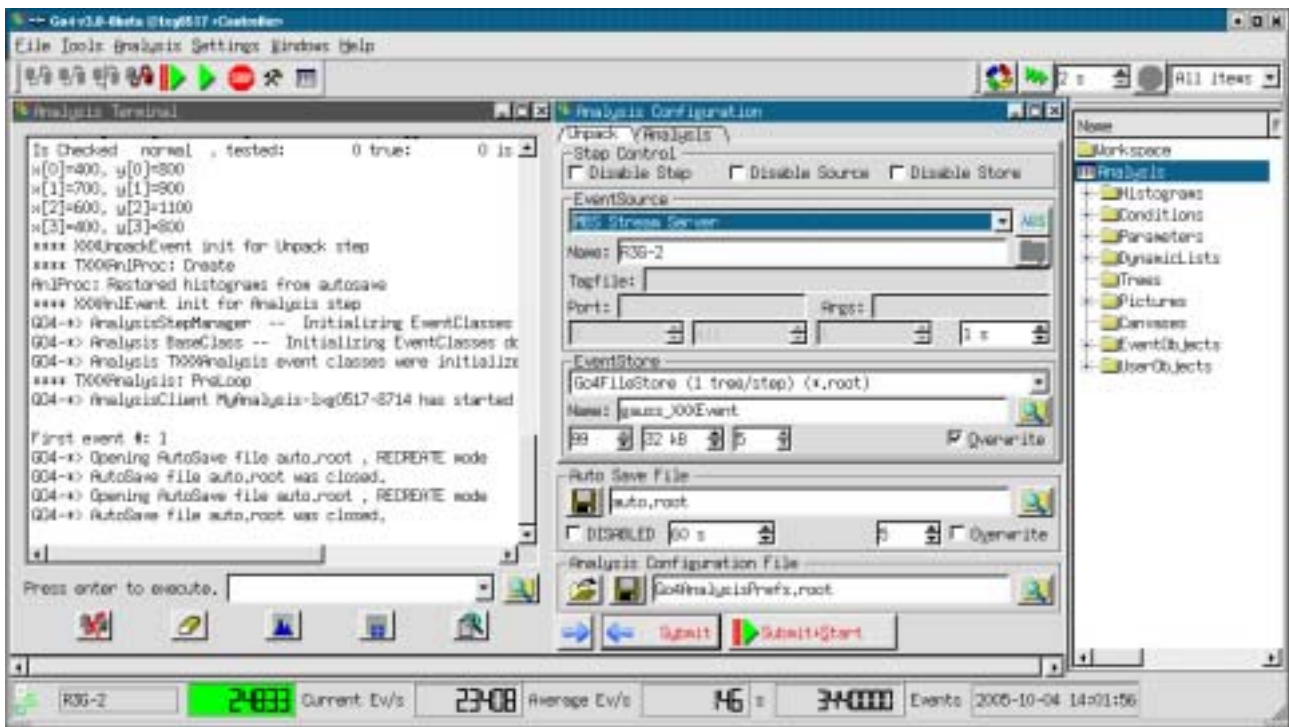 Go4 v3.0-0beta @lxg0517 <Controller>
File Tools Analysis Settings Windows Help
2 s
All Items
Analysis Terminal
Is Checked normal , tested: 0 true: 0 is
x[0]=400, y[0]=800
x[1]=700, y[1]=900
x[2]=600, y[2]=1100
x[3]=400, y[3]=800
**** XXXUnpackEvent init for Unpack step
**** TXXXAnlProc: Create
AnlProc: Restored histograms from autosave
**** XXXAnlEvent init for Analysis step
GO4-*> AnalysisStepManager -- Initializing EventClasses
GO4-*> Analysis BaseClass -- Initializing EventClasses do
GO4-*> Analysis TXXXAnalysis event classes were initialize
**** TXXXAnalysis: PreLoop
GO4-*> AnalysisClient MyAnalysis-lxg0517-8714 has started
First event #: 1
GO4-*> Opening AutoSave file auto.root , RECREATE mode
GO4-*> AutoSave file auto.root was closed.
GO4-*> Opening AutoSave file auto.root , RECREATE mode
GO4-*> AutoSave file auto.root was closed.
Press enter to execute.
Analysis Configuration
Unpack Analysis
Step Control
Disable Step Disable Source Disable Store
EventSource
MBS Stream Server
Name: R3G-2
Tagfile:
Port: Args:
1 s
EventStore
Go4FileStore (1 tree/step) (*.root)
Name: gauss_XXXEvent
99 32 kB 5 Overwrite
Auto Save File
auto.root
DISABLED 60 s 5 Overwrite
Analysis Configuration File
Go4AnalysisPrefs.root
Submit Submit+Start
Name
Workspace
Analysis
Histograms
Conditions
Parameters
DynamicLists
Trees
Pictures
Canvases
EventObjects
UserObjects
R3G-2 24833 Current Ev/s 23408 Average Ev/s 146 s 3440000 Events 2005-10-04 14:01:56